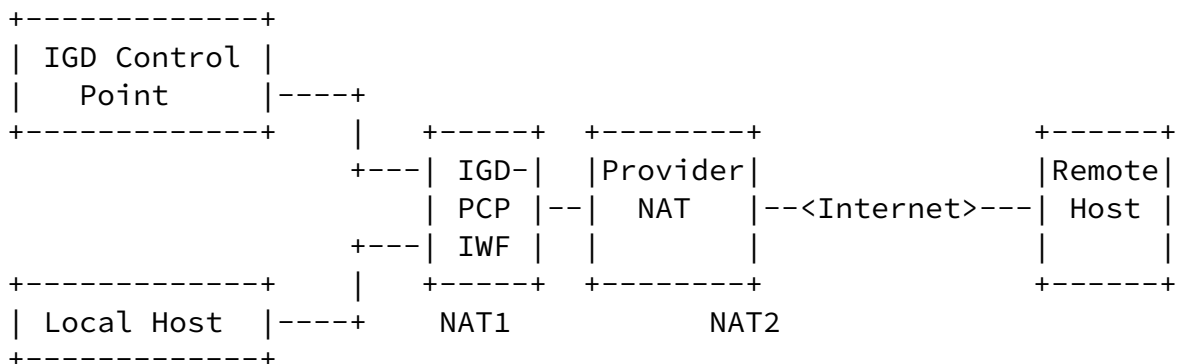 +-------------+
| IGD Control |
|   Point     |----+
+-------------+    |   +-----+  +--------+               +------+
                   +---| IGD-|  |Provider|               |Remote|
                       | PCP |--|  NAT   |--<Internet>---| Host |
                   +---| IWF |  |        |               |      |
+-------------+    |   +-----+  +--------+               +------+
| Local Host  |----+    NAT1           NAT2
+-------------+